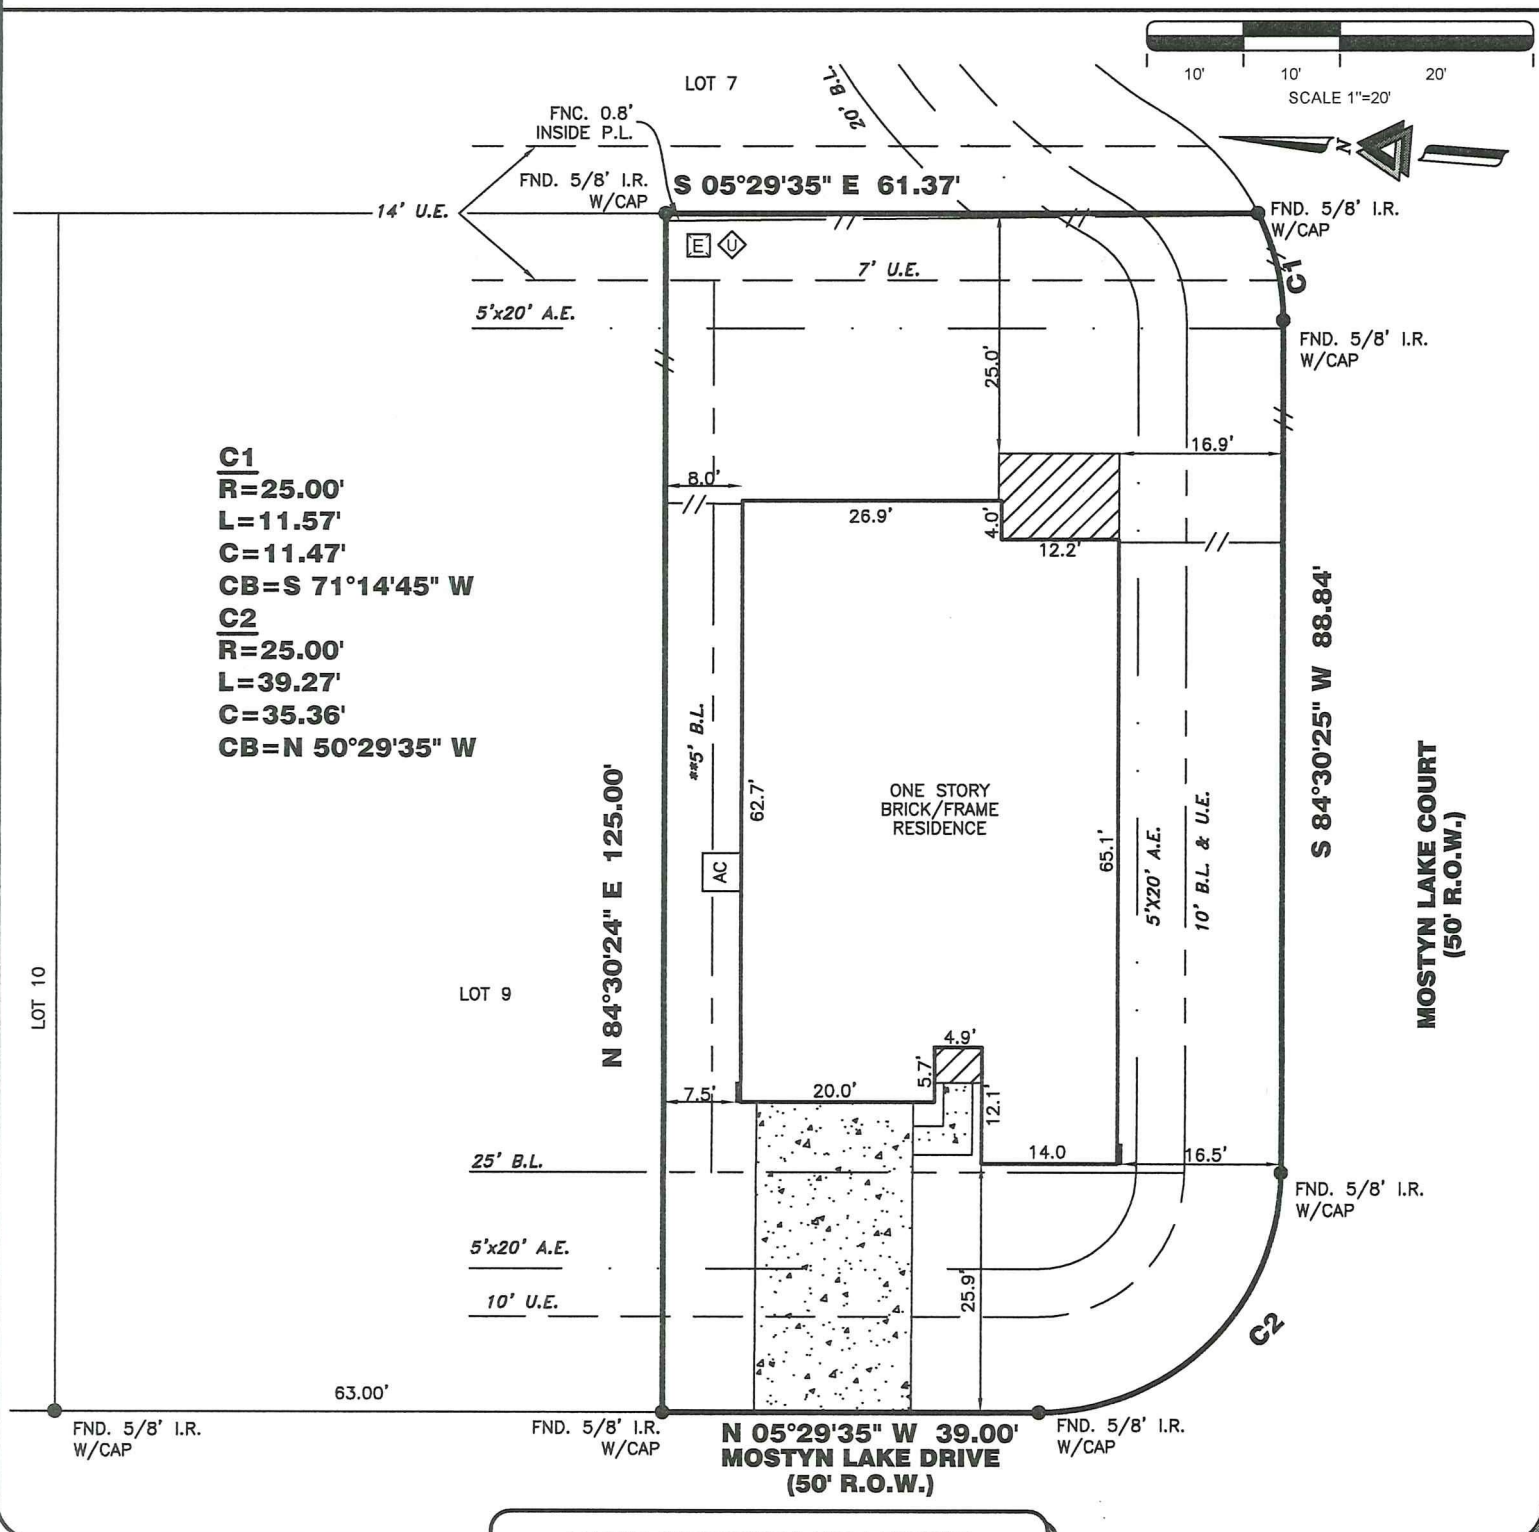 10'
10'
20'
SCALE 1"=20'
N
LOT 7
20' B.L.
FNC. 0.8'
INSIDE P.L.
FND. 5/8' I.R.
W/CAP
S 05°29'35" E 61.37'
14' U.E.
FND. 5/8' I.R.
W/CAP
E
U
7' U.E.
C1
5'x20' A.E.
FND. 5/8' I.R.
W/CAP
25.0'
C1
R=25.00'
L=11.57'
C=11.47'
CB=S 71°14'45" W
C2
R=25.00'
L=39.27'
C=35.36'
CB=N 50°29'35" W
16.9'
8.0'
26.9'
4.0'
12.2'
**5' B.L.
62.7'
AC
ONE STORY
BRICK/FRAME
RESIDENCE
65.1'
5'X20' A.E.
10' B.L. & U.E.
N 84°30'24" E 125.00'
S 84°30'25" W 88.84'
MOSTYN LAKE COURT
(50' R.O.W.)
LOT 10
LOT 9
4.9'
5.7'
7.5'
20.0'
12.1'
14.0
16.5'
25' B.L.
FND. 5/8' I.R.
W/CAP
5'x20' A.E.
10' U.E.
25.9'
C2
63.00'
FND. 5/8' I.R.
W/CAP
FND. 5/8' I.R.
W/CAP
N 05°29'35" W 39.00'
MOSTYN LAKE DRIVE
(50' R.O.W.)
FND. 5/8' I.R.
W/CAP